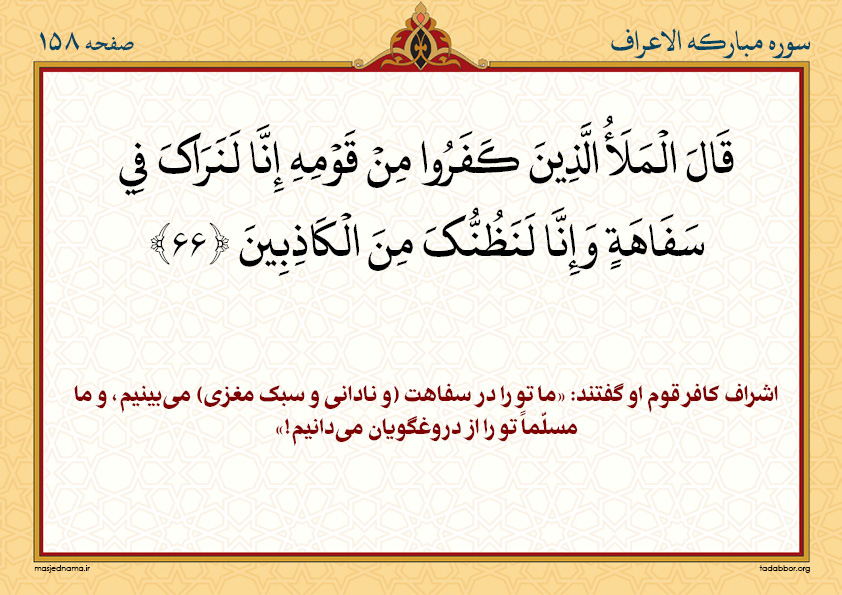 سوره مبارکه الاعراف
صفحه ۱۵۸
قَالَ الْمَلَأُ الَّذِينَ كَفَرُوا مِنْ قَوْمِهِ إِنَّا لَنَرَاكَ فِي
سَفَاهَةٍ وَإِنَّا لَنَظُنُّكَ مِنَ الْكَاذِبِينَ ﴿۶۶﴾
اشراف کافر قوم او گفتند: «ما تو را در سفاهت (و نادانی و سبک مغزی) می‌بینیم، و ما
مسلّماً تو را از دروغگویان می‌دانیم!»
masjednama.ir
tadabbor.org